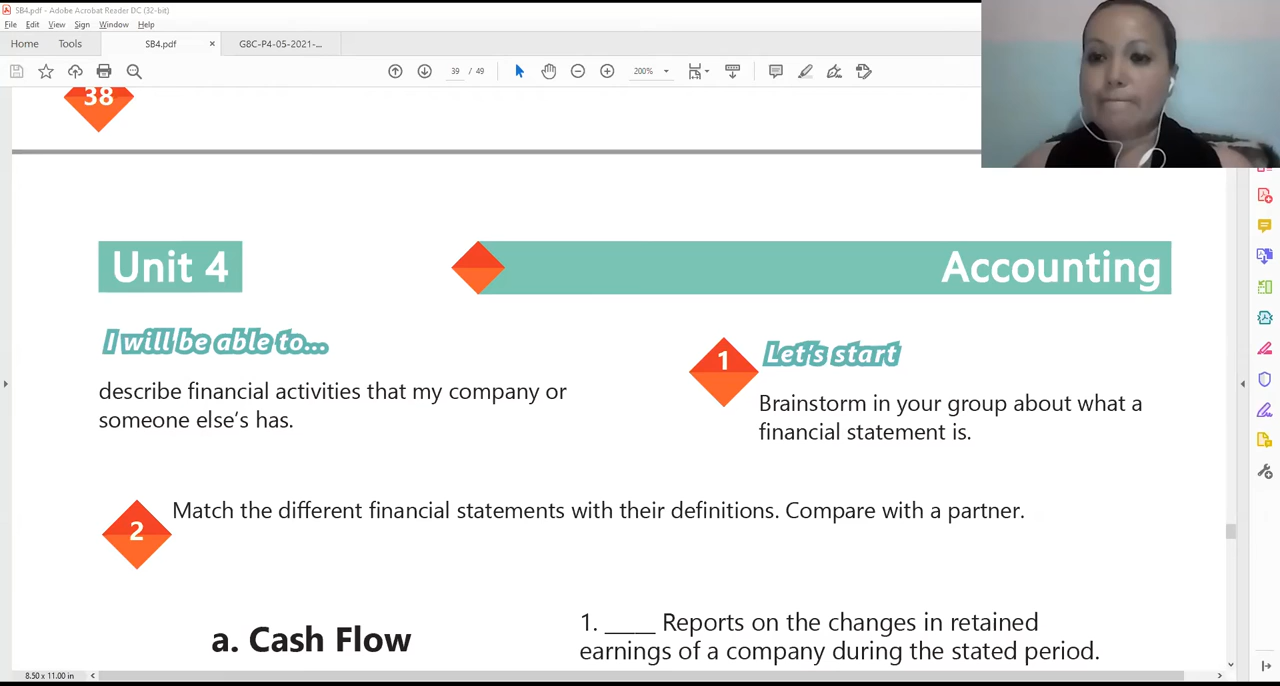 SB4.pdf - Adobe Acrobat Reader DC (32-bit)
File Edit View Sign Window Help
Home Tools SB4.pdf × G8C-P4-05-2021-...
39 / 49 200%
38
Unit 4 Accounting
I will be able to...
describe financial activities that my company or
someone else's has.
1 Let's start
Brainstorm in your group about what a
financial statement is.
2 Match the different financial statements with their definitions. Compare with a partner.
a. Cash Flow
1. _____ Reports on the changes in retained
earnings of a company during the stated period.
8.50 x 11.00 in